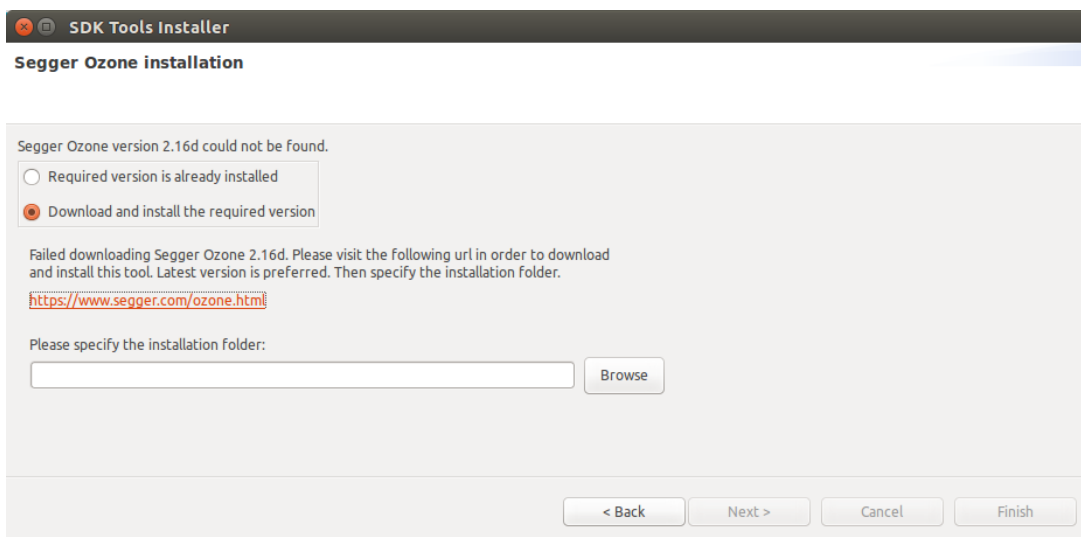 SDK Tools Installer
Segger Ozone installation
Segger Ozone version 2.16d could not be found.
Required version is already installed
Download and install the required version
Failed downloading Segger Ozone 2.16d. Please visit the following url in order to download
and install this tool. Latest version is preferred. Then specify the installation folder.
https://www.segger.com/ozone.html
Please specify the installation folder:
Browse
< Back Next > Cancel Finish